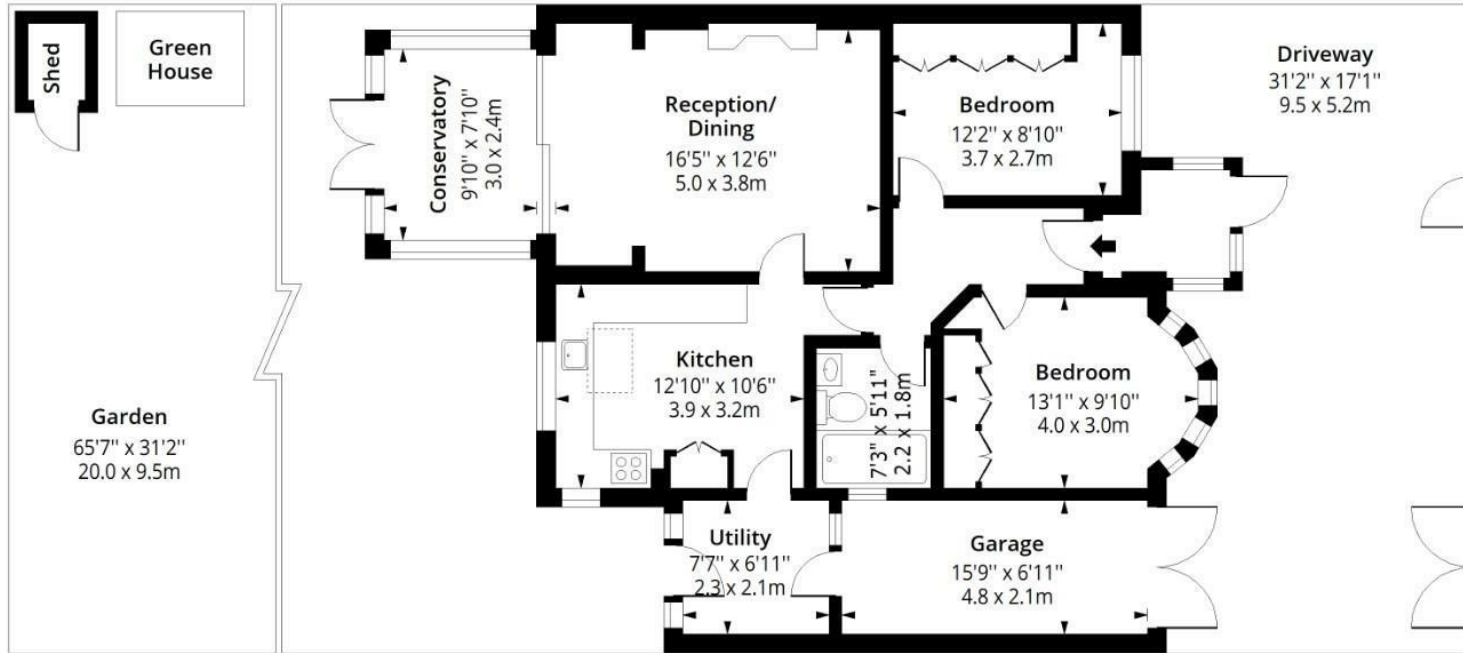 Shed
Green
House
Garden
65'7" x 31'2"
20.0 x 9.5m
Conservatory
9'10" x 7'10"
3.0 x 2.4m
Reception/
Dining
16'5" x 12'6"
5.0 x 3.8m
Bedroom
12'2" x 8'10"
3.7 x 2.7m
Driveway
31'2" x 17'1"
9.5 x 5.2m
Kitchen
12'10" x 10'6"
3.9 x 3.2m
7'3" x 5'11"
2.2 x 1.8m
Bedroom
13'1" x 9'10"
4.0 x 3.0m
Utility
7'7" x 6'11"
2.3 x 2.1m
Garage
15'9" x 6'11"
4.8 x 2.1m